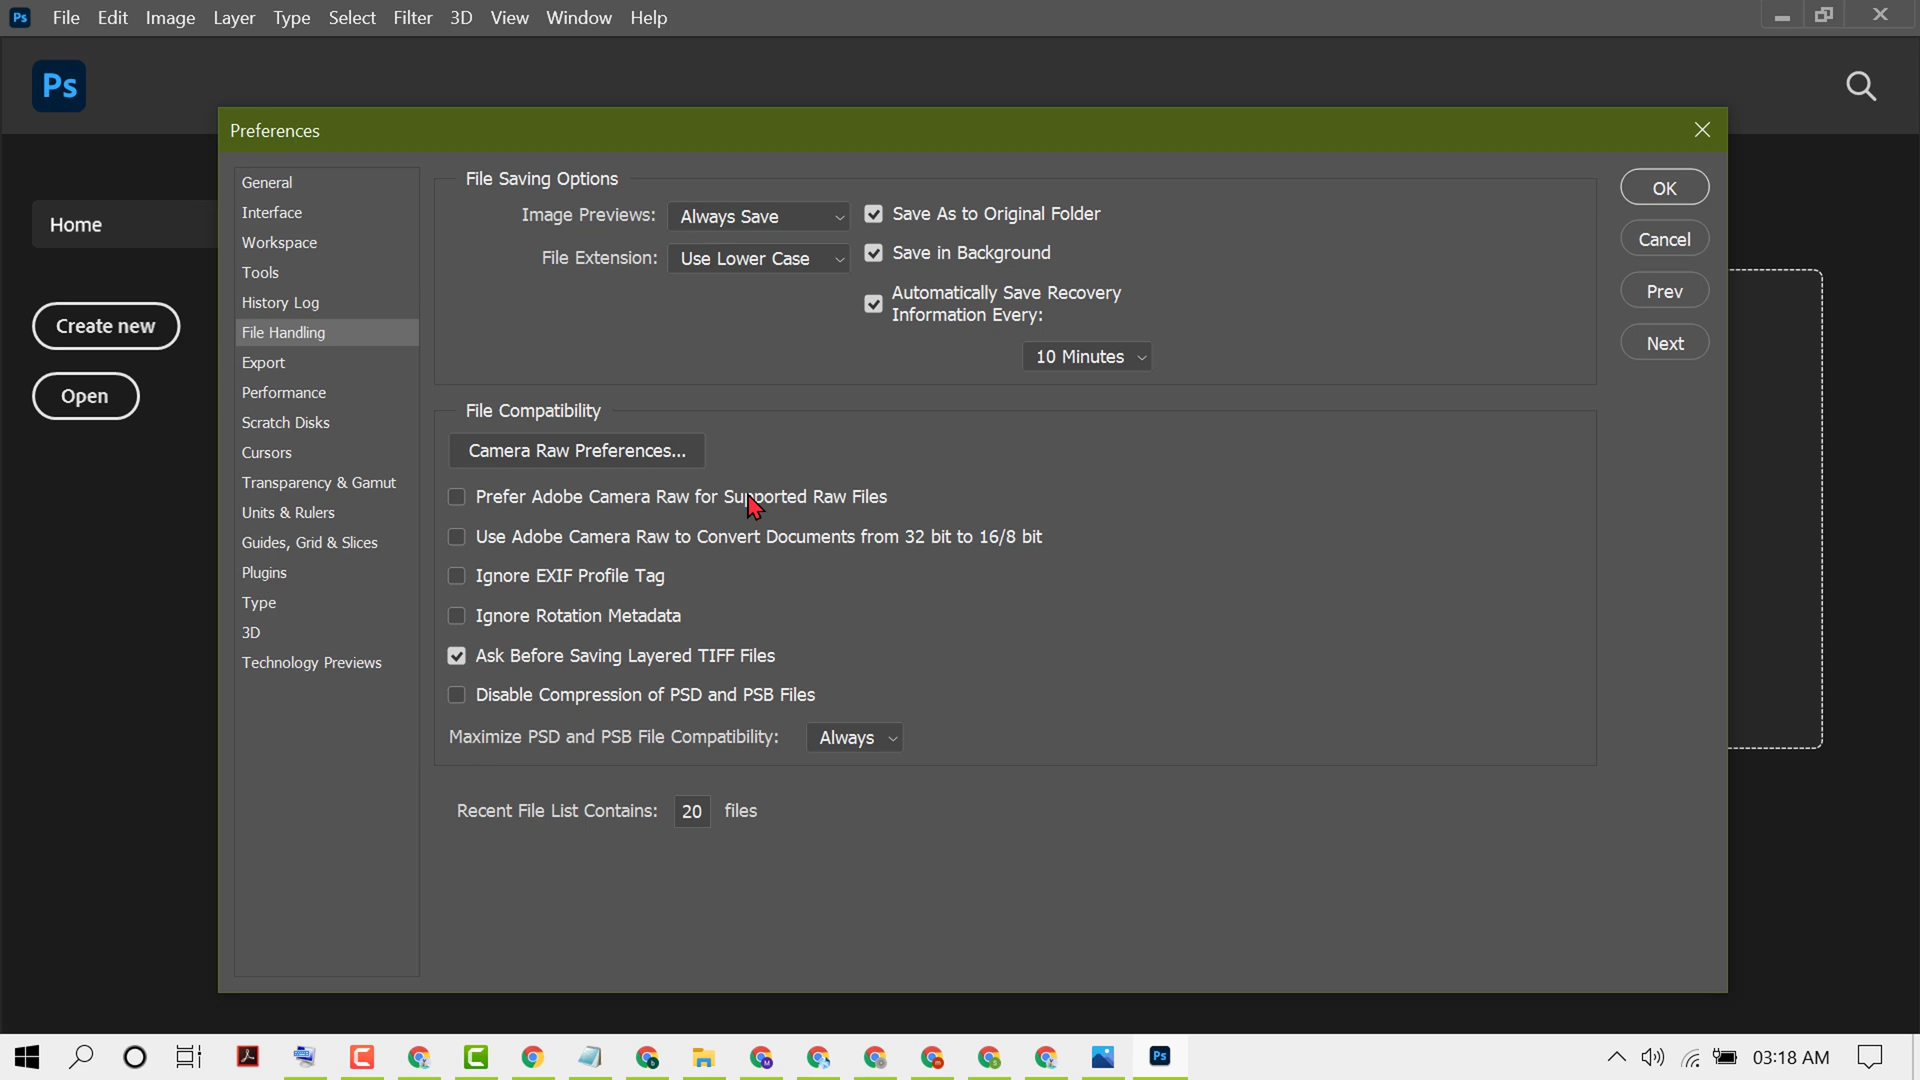 Ps File Edit Image Layer Type Select Filter 3D View Window Help
Ps
Preferences
Home
Create new
Open
General
Interface
Workspace
Tools
History Log
File Handling
Export
Performance
Scratch Disks
Cursors
Transparency & Gamut
Units & Rulers
Guides, Grid & Slices
Plugins
Type
3D
Technology Previews
File Saving Options
Image Previews: Always Save
File Extension: Use Lower Case
Save As to Original Folder
Save in Background
Automatically Save Recovery
Information Every:
10 Minutes
File Compatibility
Camera Raw Preferences...
Prefer Adobe Camera Raw for Supported Raw Files
Use Adobe Camera Raw to Convert Documents from 32 bit to 16/8 bit
Ignore EXIF Profile Tag
Ignore Rotation Metadata
Ask Before Saving Layered TIFF Files
Disable Compression of PSD and PSB Files
Maximize PSD and PSB File Compatibility: Always
Recent File List Contains: 20 files
OK
Cancel
Prev
Next
Ps
03:18 AM